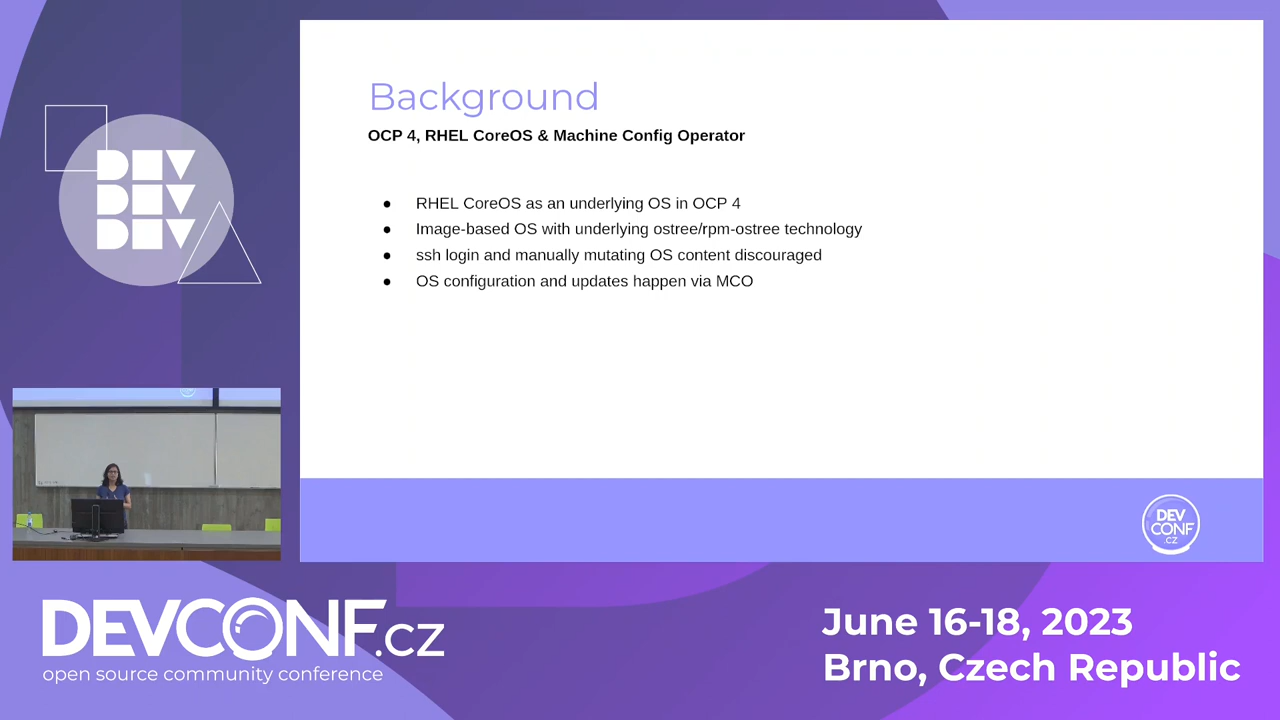 DEV
DEV
DEV
Background
OCP 4, RHEL CoreOS & Machine Config Operator
● RHEL CoreOS as an underlying OS in OCP 4
● Image-based OS with underlying ostree/rpm-ostree technology
● ssh login and manually mutating OS content discouraged
● OS configuration and updates happen via MCO
DEV
CONF
.CZ
DEVCONF.cz
open source community conference
June 16-18, 2023
Brno, Czech Republic